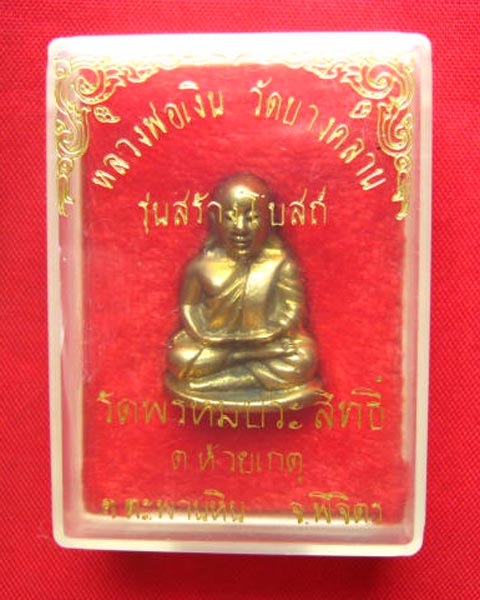 หลวงพ่อเงิน วัดบางคลาน
รุ่นสร้างโบสถ์
วัดพรหมประสิทธิ์
ต.ห้วยเกตุ
อ.ตะพานหิน จ.พิจิตร